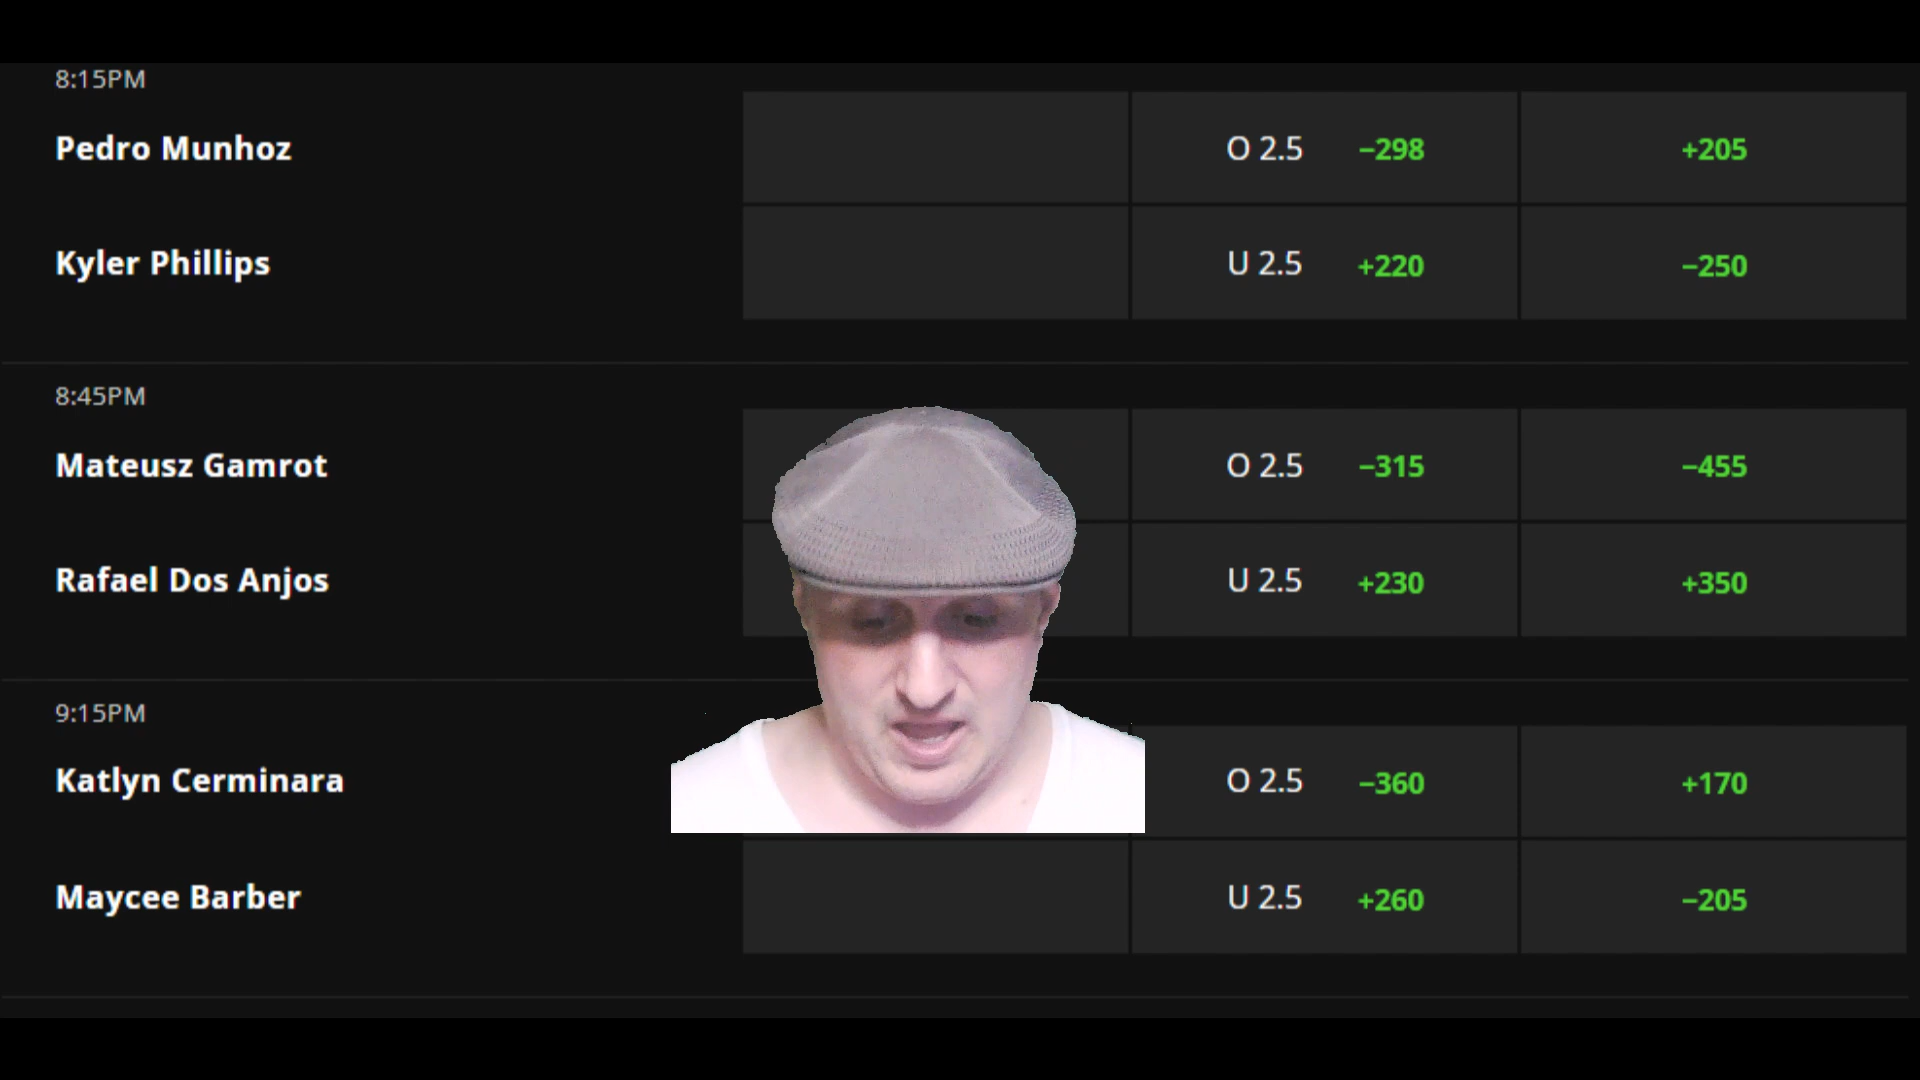 8:15PM
Pedro Munhoz O 2.5 −298 +205
Kyler Phillips U 2.5 +220 −250
8:45PM
Mateusz Gamrot O 2.5 −315 −455
Rafael Dos Anjos U 2.5 +230 +350
9:15PM
Katlyn Cerminara O 2.5 −360 +170
Maycee Barber U 2.5 +260 −205